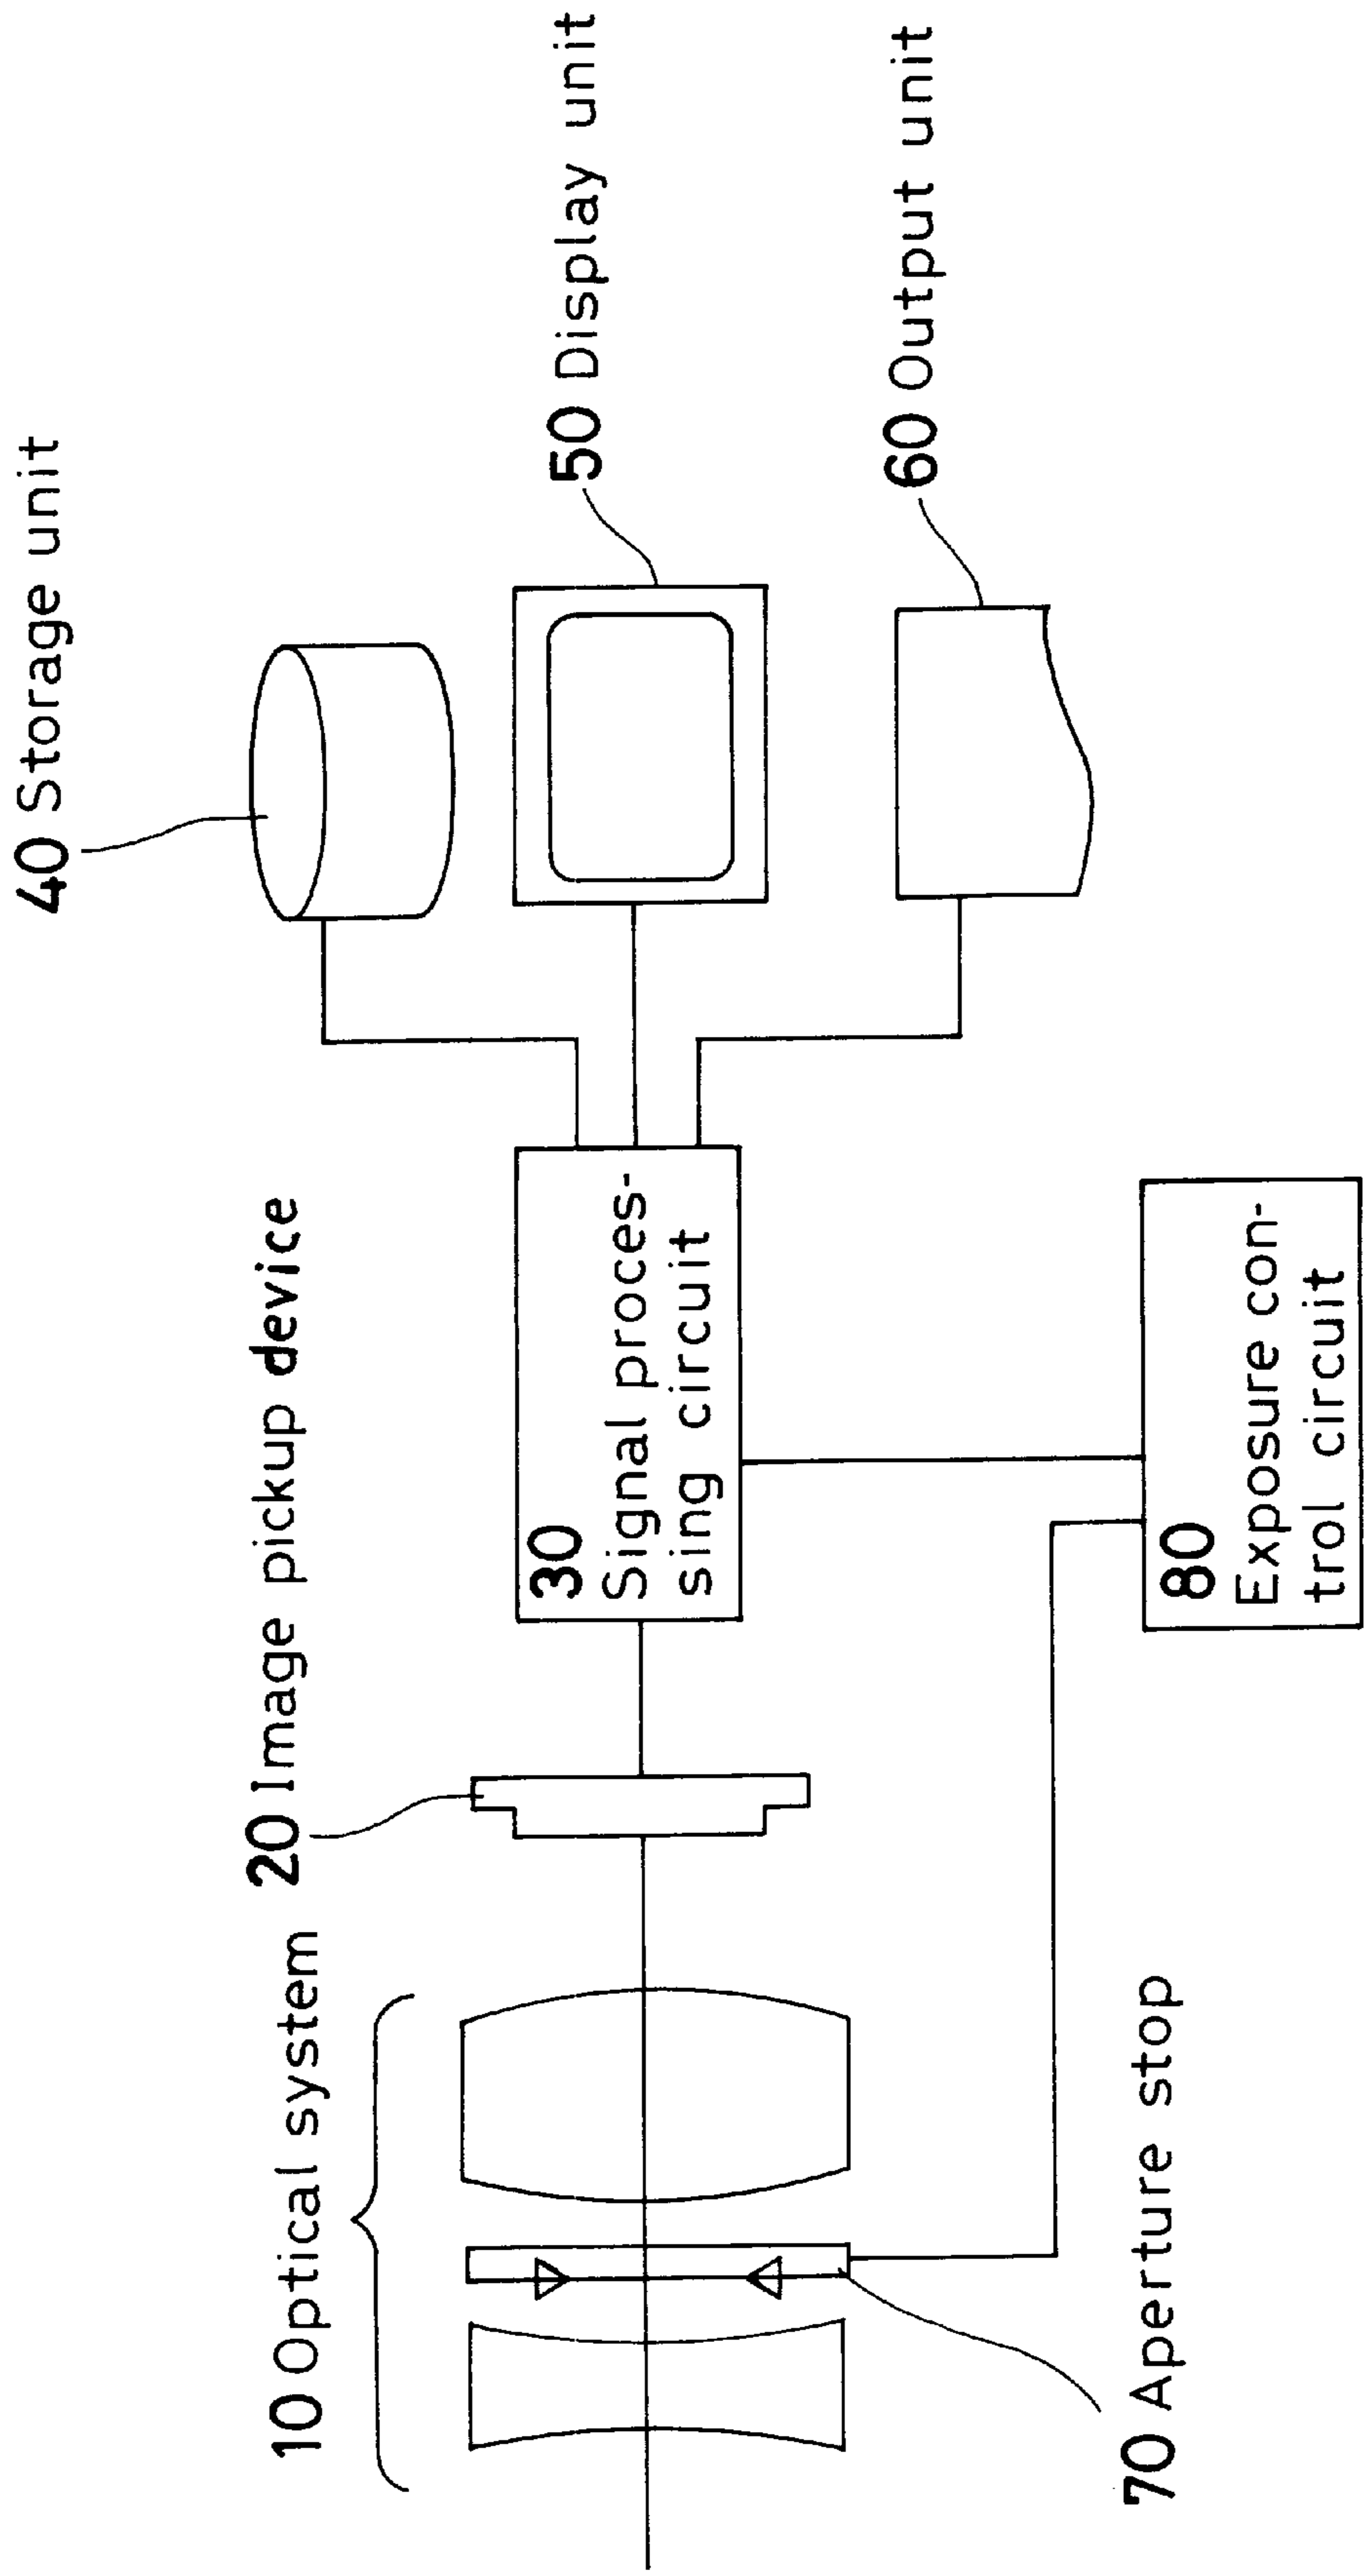 40 Storage unit
20 Image pickup device
10 Optical system
50 Display unit
30
Signal proces-
sing circuit
60 Output unit
70 Aperture stop
80
Exposure con-
trol circuit